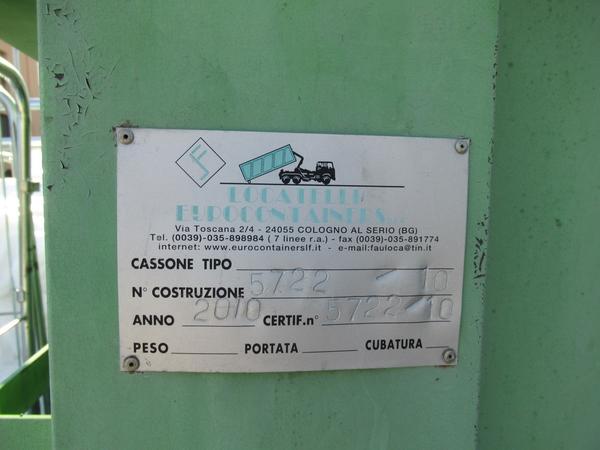 LF
LOCATELLI
EUROCONTAINERS
Via Toscana 2/4 - 24055 COLOGNO AL SERIO (BG)
Tel. (0039)-035-898984 ( 7 linee r.a.) - fax (0039)-035-891774
internet: www.eurocontainerslf.it - e-mail:fauloca@tin.it
CASSONE TIPO
N° COSTRUZIONE 5722 - 10
ANNO 2010 CERTIF.n° 5722-10
PESO PORTATA CUBATURA